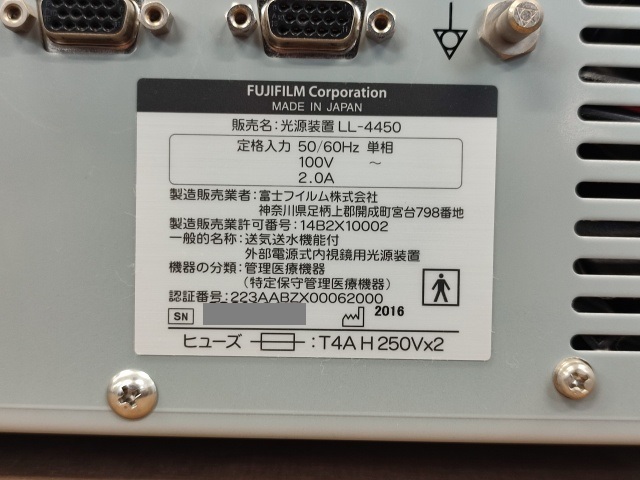 FUJIFILM Corporation
MADE IN JAPAN
販売名:光源装置 LL-4450
定格入力 50/60Hz 単相
100V ～
2.0A
製造販売業者:富士フイルム株式会社
神奈川県足柄上郡開成町宮台798番地
製造販売業許可番号:14B2X10002
一般的名称:送気送水機能付
外部電源式内視鏡用光源装置
機器の分類:管理医療機器
(特定保守管理医療機器)
認証番号:223AABZX00062000
SN 2016
ヒューズ :T4A H 250Vx2